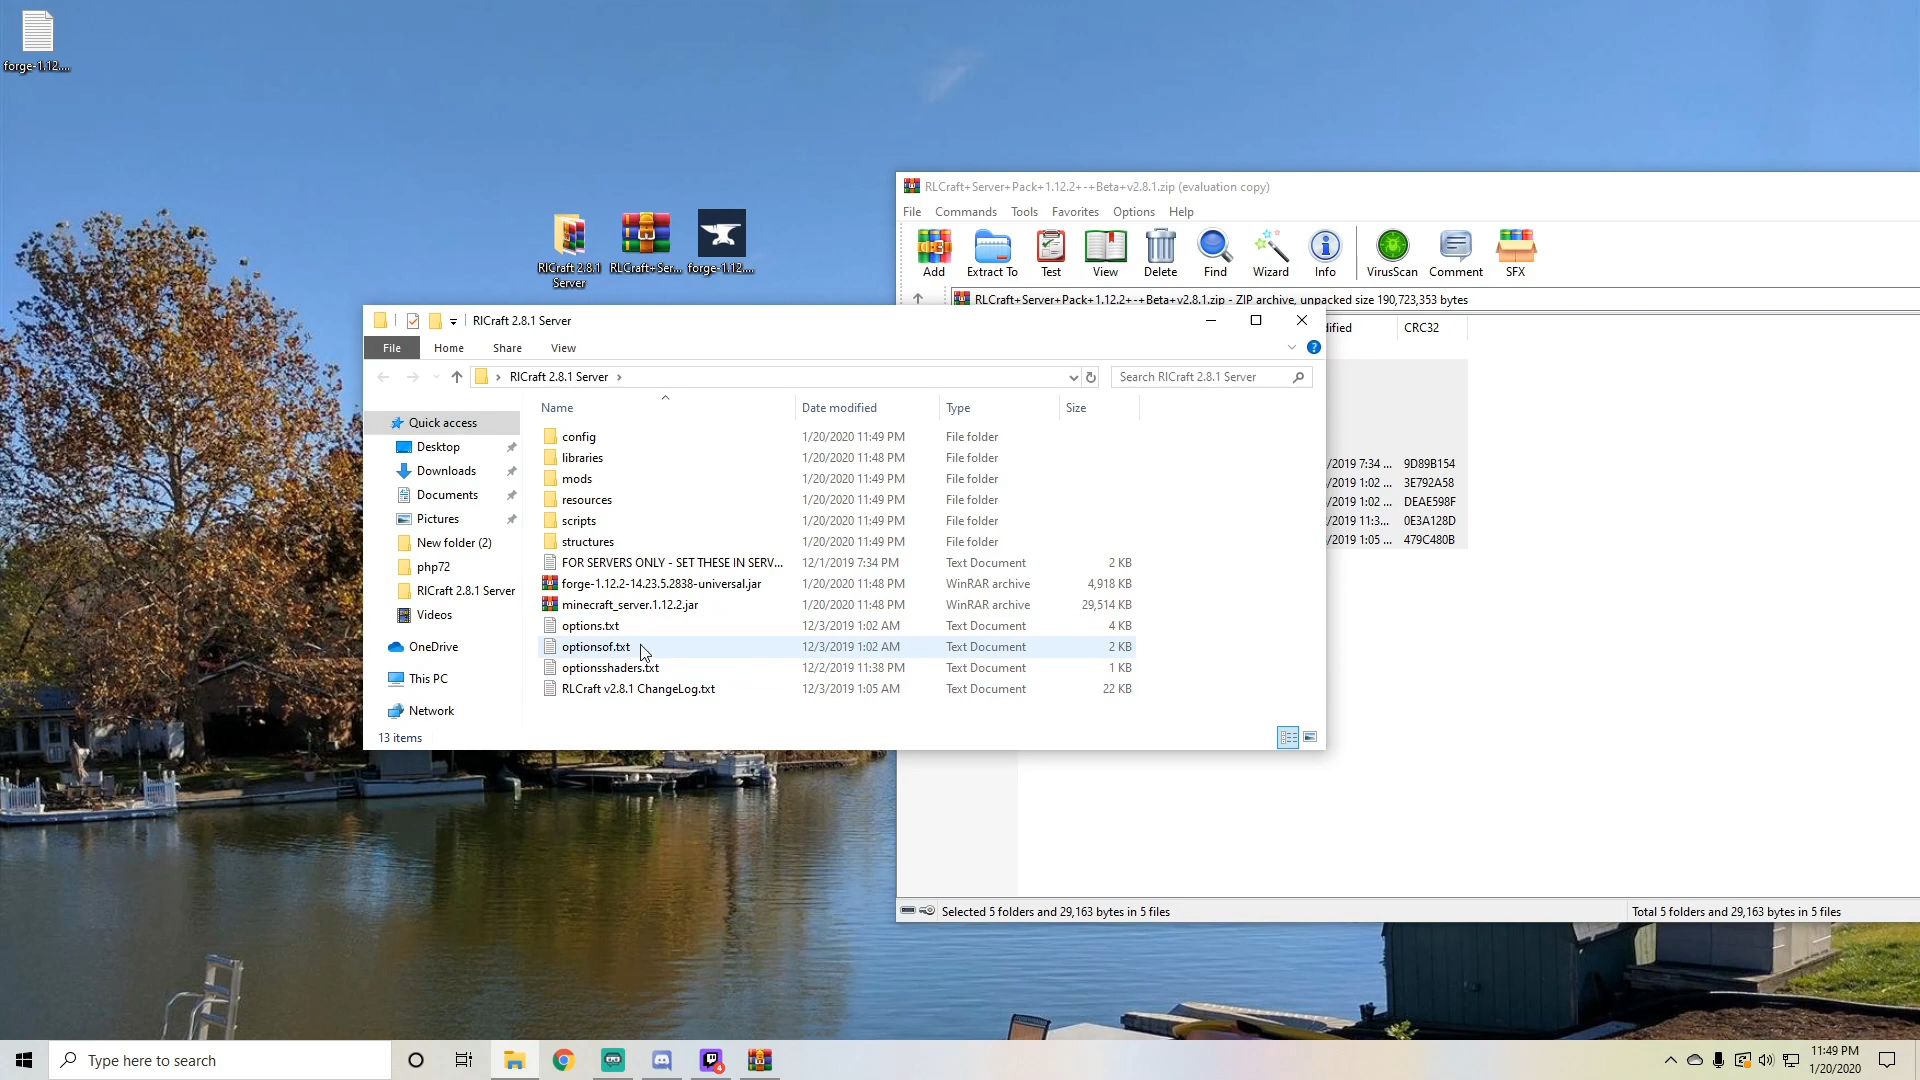 forge-1.12....
RlCraft 2.8.1
Server
RLCraft+Ser...
forge-1.12....
RLCraft+Server+Pack+1.12.2+-+Beta+v2.8.1.zip (evaluation copy)
File Commands Tools Favorites Options Help
Add Extract To Test View Delete Find Wizard Info VirusScan Comment SFX
RLCraft+Server+Pack+1.12.2+-+Beta+v2.8.1.zip - ZIP archive, unpacked size 190,723,353 bytes
dified CRC32
/2019 7:34 ... 9D89B154
/2019 1:02 ... 3E792A58
/2019 1:02 ... DEAE598F
/2019 11:3... 0E3A128D
/2019 1:05 ... 479C480B
Selected 5 folders and 29,163 bytes in 5 files
Total 5 folders and 29,163 bytes in 5 files
RlCraft 2.8.1 Server
File Home Share View
RlCraft 2.8.1 Server
Search RlCraft 2.8.1 Server
Quick access
Desktop
Downloads
Documents
Pictures
New folder (2)
php72
RlCraft 2.8.1 Server
Videos
OneDrive
This PC
Network
Name Date modified Type Size
config 1/20/2020 11:49 PM File folder
libraries 1/20/2020 11:48 PM File folder
mods 1/20/2020 11:49 PM File folder
resources 1/20/2020 11:49 PM File folder
scripts 1/20/2020 11:49 PM File folder
structures 1/20/2020 11:49 PM File folder
FOR SERVERS ONLY - SET THESE IN SERV... 12/1/2019 7:34 PM Text Document 2 KB
forge-1.12.2-14.23.5.2838-universal.jar 1/20/2020 11:48 PM WinRAR archive 4,918 KB
minecraft_server.1.12.2.jar 1/20/2020 11:48 PM WinRAR archive 29,514 KB
options.txt 12/3/2019 1:02 AM Text Document 4 KB
optionsof.txt 12/3/2019 1:02 AM Text Document 2 KB
optionsshaders.txt 12/2/2019 11:38 PM Text Document 1 KB
RLCraft v2.8.1 ChangeLog.txt 12/3/2019 1:05 AM Text Document 22 KB
13 items
Type here to search
4
11:49 PM
1/20/2020